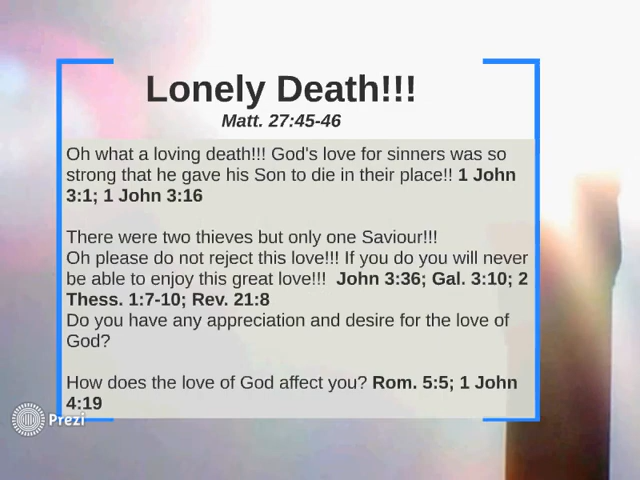 Lonely Death!!!
Matt. 27:45-46
Oh what a loving death!!! God's love for sinners was so
strong that he gave his Son to die in their place!! 1 John
3:1; 1 John 3:16
There were two thieves but only one Saviour!!!
Oh please do not reject this love!!! If you do you will never
be able to enjoy this great love!!! John 3:36; Gal. 3:10; 2
Thess. 1:7-10; Rev. 21:8
Do you have any appreciation and desire for the love of
God?
How does the love of God affect you? Rom. 5:5; 1 John
4:19
Prezi